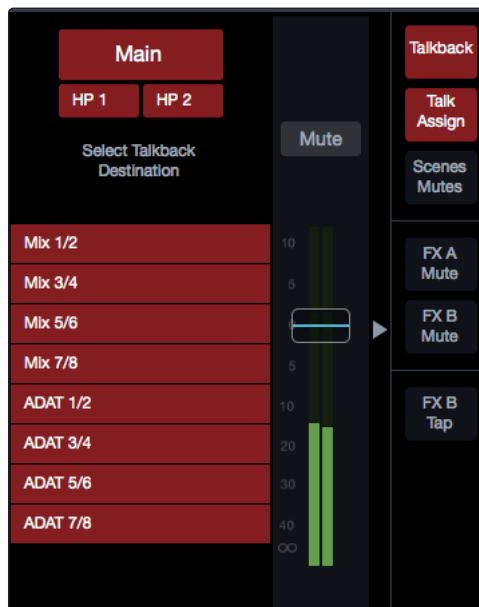 Main
HP 1
HP 2
Select Talkback
Destination
Mix 1/2
Mix 3/4
Mix 5/6
Mix 7/8
ADAT 1/2
ADAT 3/4
ADAT 5/6
ADAT 7/8
Mute
10
5
5
10
20
30
40
∞
Talkback
Talk
Assign
Scenes
Mutes
FX A
Mute
FX B
Mute
FX B
Tap